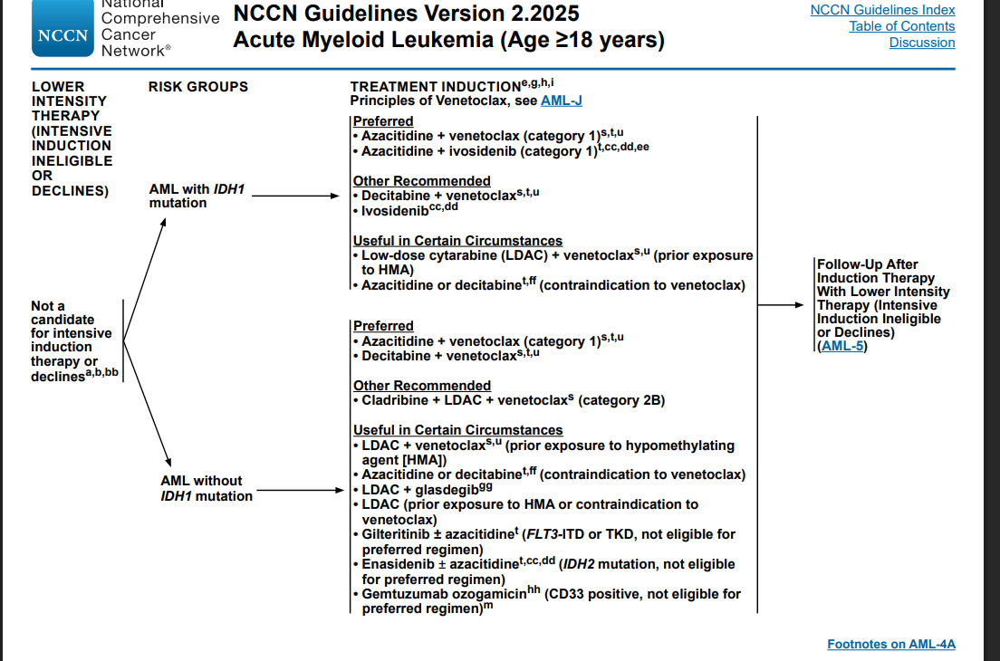 National
Comprehensive
Cancer
Network®
NCCN
NCCN Guidelines Version 2.2025
Acute Myeloid Leukemia (Age ≥18 years)
NCCN Guidelines Index
Table of Contents
Discussion
LOWER
INTENSITY
THERAPY
(INTENSIVE
INDUCTION
INELIGIBLE
OR
DECLINES)
RISK GROUPS
TREATMENT INDUCTIONe,g,h,i
Principles of Venetoclax, see AML-J
Not a
candidate
for intensive
induction
therapy or
declinesa,b,bb
AML with IDH1
mutation
Preferred
• Azacitidine + venetoclax (category 1)s,t,u
• Azacitidine + ivosidenib (category 1)t,cc,dd,ee
Other Recommended
• Decitabine + venetoclaxs,t,u
• Ivosidenibcc,dd
Useful in Certain Circumstances
• Low-dose cytarabine (LDAC) + venetoclaxs,u (prior exposure
to HMA)
• Azacitidine or decitabinet,ff (contraindication to venetoclax)
AML without
IDH1 mutation
Preferred
• Azacitidine + venetoclax (category 1)s,t,u
• Decitabine + venetoclaxs,t,u
Other Recommended
• Cladribine + LDAC + venetoclaxs (category 2B)
Useful in Certain Circumstances
• LDAC + venetoclaxs,u (prior exposure to hypomethylating
agent [HMA])
• Azacitidine or decitabinet,ff (contraindication to venetoclax)
• LDAC + glasdegibgg
• LDAC (prior exposure to HMA or contraindication to
venetoclax)
• Gilteritinib ± azacitidinet (FLT3-ITD or TKD, not eligible for
preferred regimen)
• Enasidenib ± azacitidinet,cc,dd (IDH2 mutation, not eligible
for preferred regimen)
• Gemtuzumab ozogamicinhh (CD33 positive, not eligible for
preferred regimen)m
Follow-Up After
Induction Therapy
With Lower Intensity
Therapy (Intensive
Induction Ineligible
or Declines)
(AML-5)
Footnotes on AML-4A